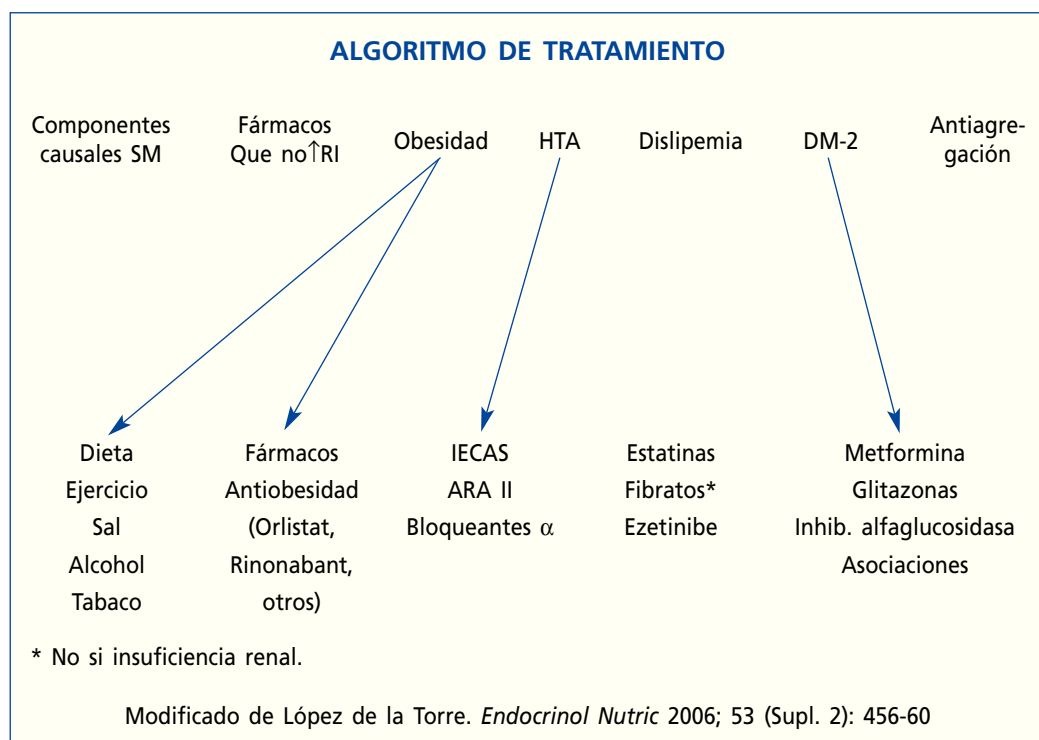 ALGORITMO DE TRATAMIENTO
Componentes
causales SM
Fármacos
Que no↑RI
Obesidad
HTA
Dislipemia
DM-2
Antiagre-
gación
Dieta
Ejercicio
Sal
Alcohol
Tabaco
Fármacos
Antiobesidad
(Orlistat,
Rinonabant,
otros)
IECAS
ARA II
Bloqueantes α
Estatinas
Fibratos*
Ezetinibe
Metformina
Glitazonas
Inhib. alfaglucosidasa
Asociaciones
* No si insuficiencia renal.
Modificado de López de la Torre. Endocrinol Nutric 2006; 53 (Supl. 2): 456-60